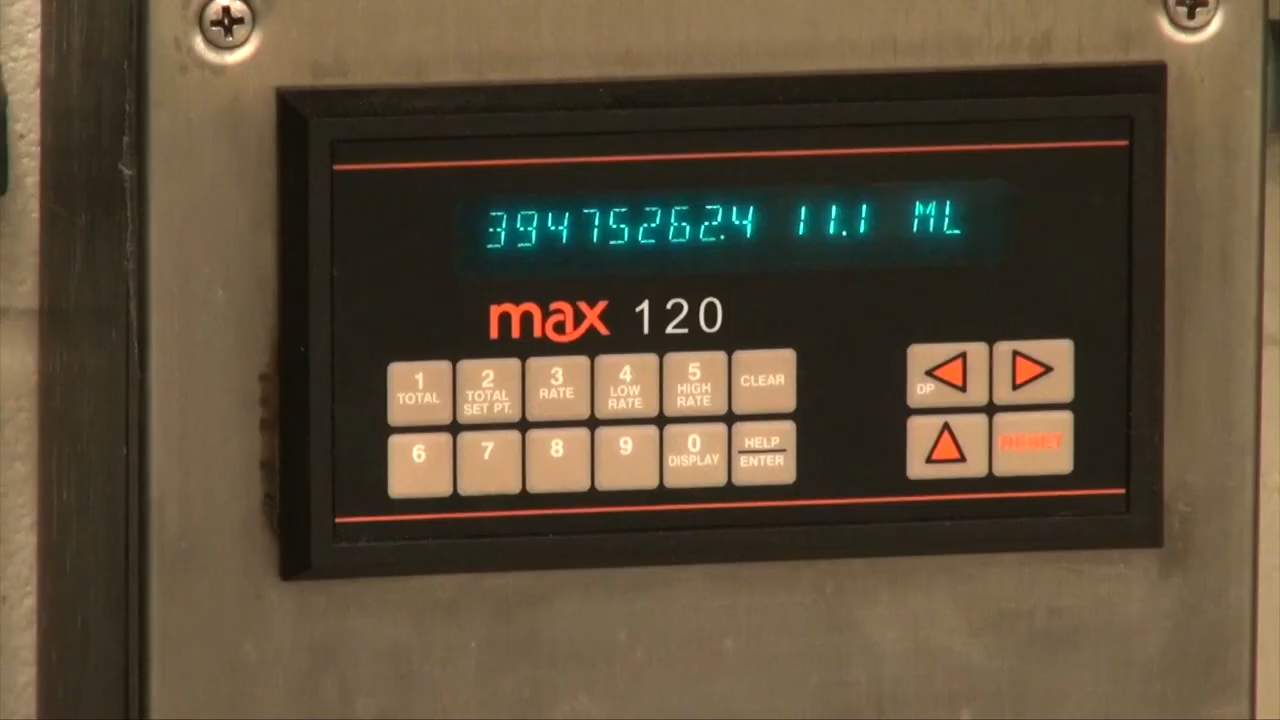 39475262.4 11.1 ML
max 120
1 TOTAL 2 TOTAL SET PT. 3 RATE 4 LOW RATE 5 HIGH RATE CLEAR
DP
6 7 8 9 0 DISPLAY HELP ENTER
RESET